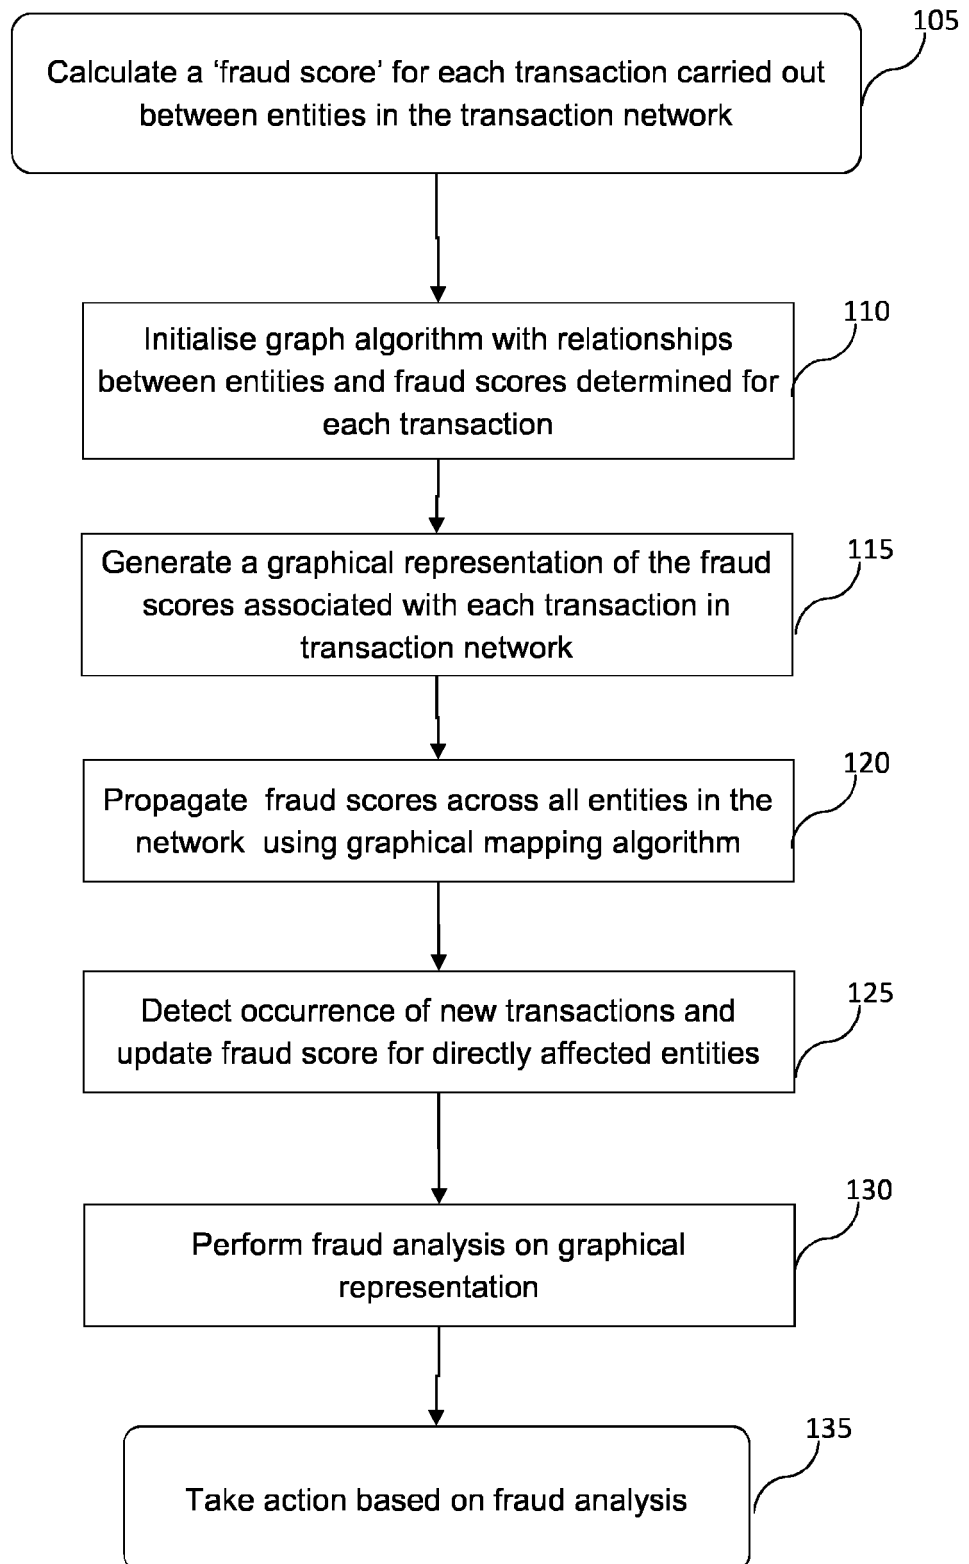 105
Calculate a ‘fraud score’ for each transaction carried out
between entities in the transaction network
110
Initialise graph algorithm with relationships
between entities and fraud scores determined for
each transaction
115
Generate a graphical representation of the fraud
scores associated with each transaction in
transaction network
120
Propagate fraud scores across all entities in the
network using graphical mapping algorithm
125
Detect occurrence of new transactions and
update fraud score for directly affected entities
130
Perform fraud analysis on graphical
representation
135
Take action based on fraud analysis